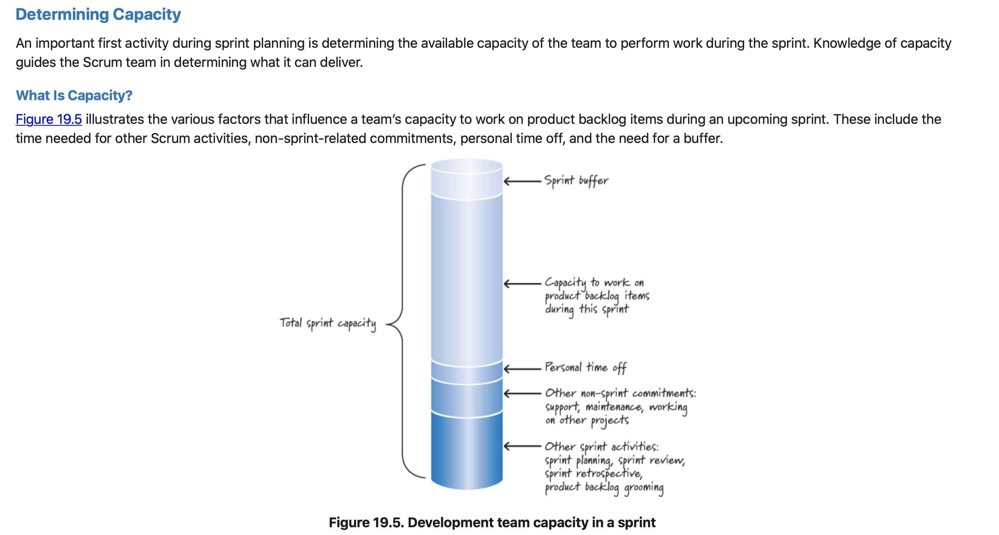 Determining Capacity
An important first activity during sprint planning is determining the available capacity of the team to perform work during the sprint. Knowledge of capacity
guides the Scrum team in determining what it can deliver.
What Is Capacity?
Figure 19.5 illustrates the various factors that influence a team’s capacity to work on product backlog items during an upcoming sprint. These include the
time needed for other Scrum activities, non-sprint-related commitments, personal time off, and the need for a buffer.
Sprint buffer
Capacity to work on
product backlog items
during this sprint
Total sprint capacity
Personal time off
Other non-sprint commitments:
support, maintenance, working
on other projects
Other sprint activities:
sprint planning, sprint review,
sprint retrospective,
product backlog grooming
Figure 19.5. Development team capacity in a sprint